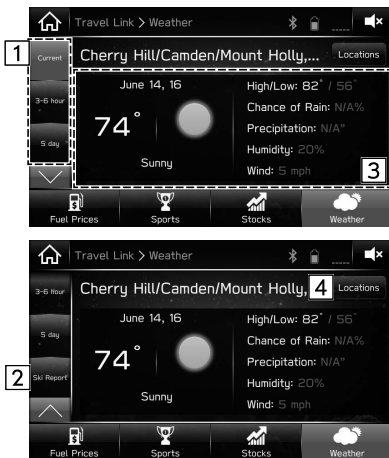 Travel Link > Weather
1
Current
Cherry Hill/Camden/Mount Holly,...
Locations
3-6 hour
5 day
June 14, 16
74°
Sunny
High/Low: 82° / 56°
Chance of Rain: N/A%
Precipitation: N/A"
Humidity: 20%
Wind: 5 mph
3
Fuel Prices
Sports
Stocks
Weather
Travel Link > Weather
3-6 Hour
Cherry Hill/Camden/Mount Holly,
4
Locations
5 day
2
Ski Report
June 14, 16
74°
Sunny
High/Low: 82° / 56°
Chance of Rain: N/A%
Precipitation: N/A"
Humidity: 20%
Wind: 5 mph
Fuel Prices
Sports
Stocks
Weather